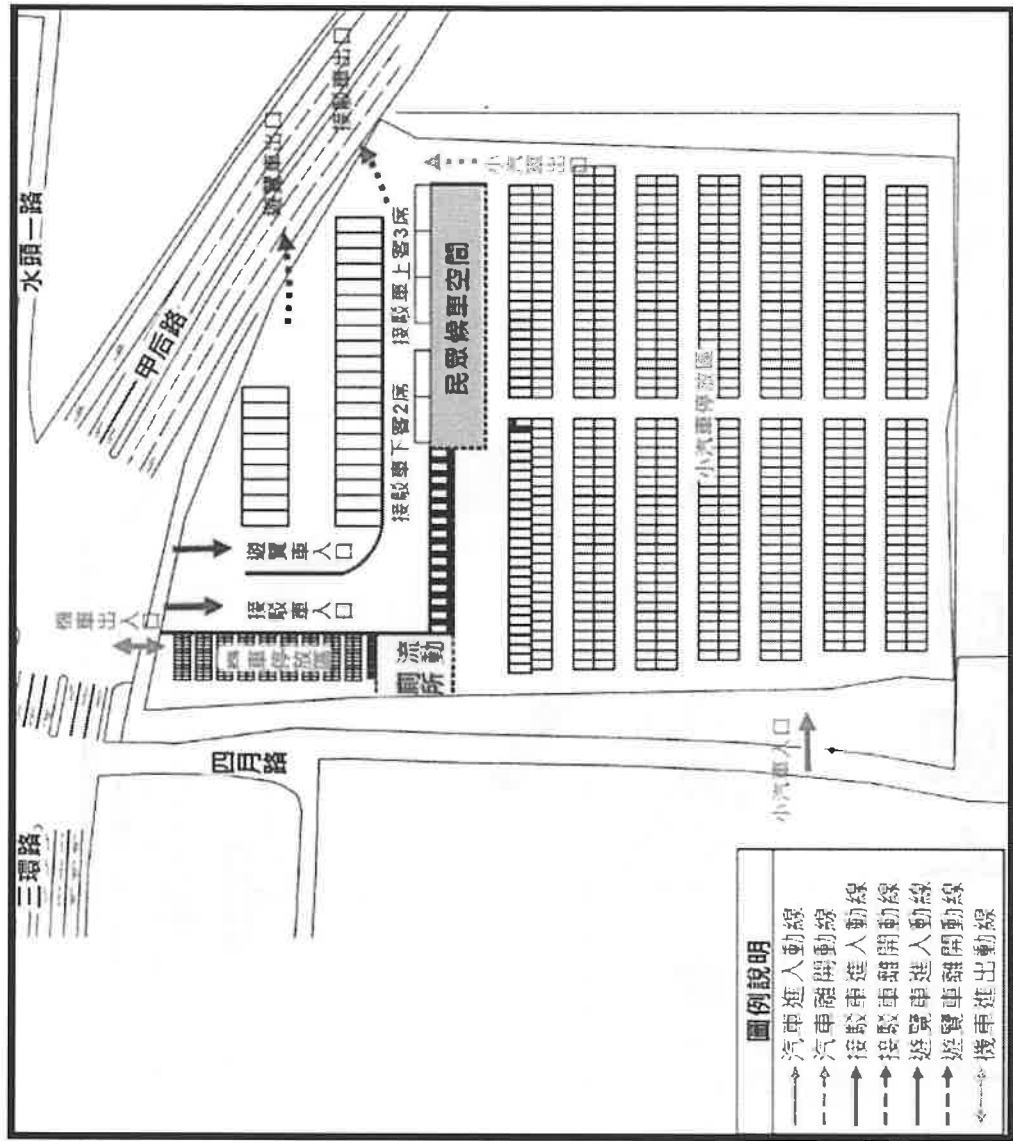 水頭一路
甲后路
接駁車出口
遊覽車出口
小汽車出口
接駁車上客3席
接駁車下客2席
民眾候車空間
遊覽車入口
接駁車入口
機車出入口
機車停放區
流動
廁所
小汽車停放區
四月路
小汽車入口
三環路
圖例說明
汽車進入動線
汽車離開動線
接駁車進入動線
接駁車離開動線
遊覽車進入動線
遊覽車離開動線
機車進出動線